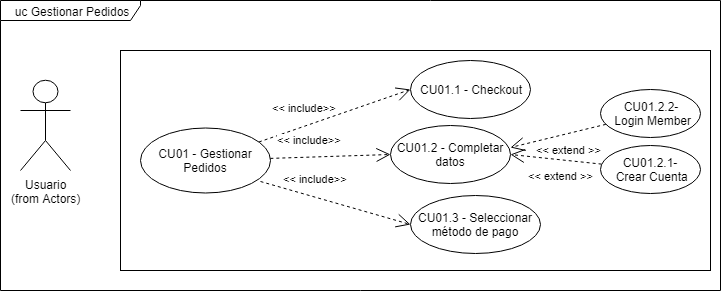 uc Gestionar Pedidos
Usuario
(from Actors)
CU01 - Gestionar
Pedidos
<< include>>
<< include>>
<< include>>
CU01.1 - Checkout
CU01.2 - Completar
datos
CU01.3 - Seleccionar
método de pago
<< extend >>
<< extend >>
CU01.2.2-
Login Member
CU01.2.1-
Crear Cuenta